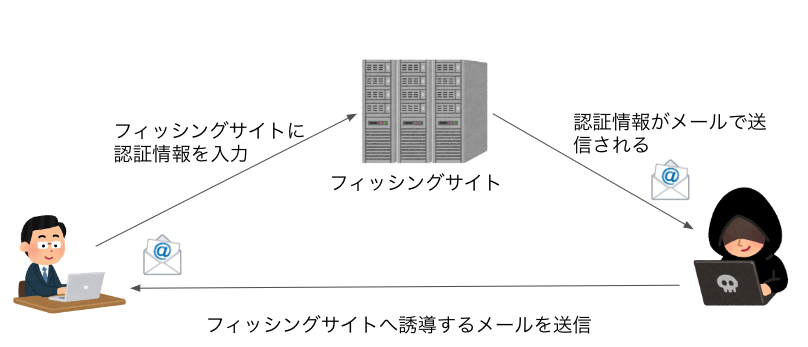 フィッシングサイトに
認証情報を入力
フィッシングサイト
認証情報がメールで送
信される
フィッシングサイトへ誘導するメールを送信